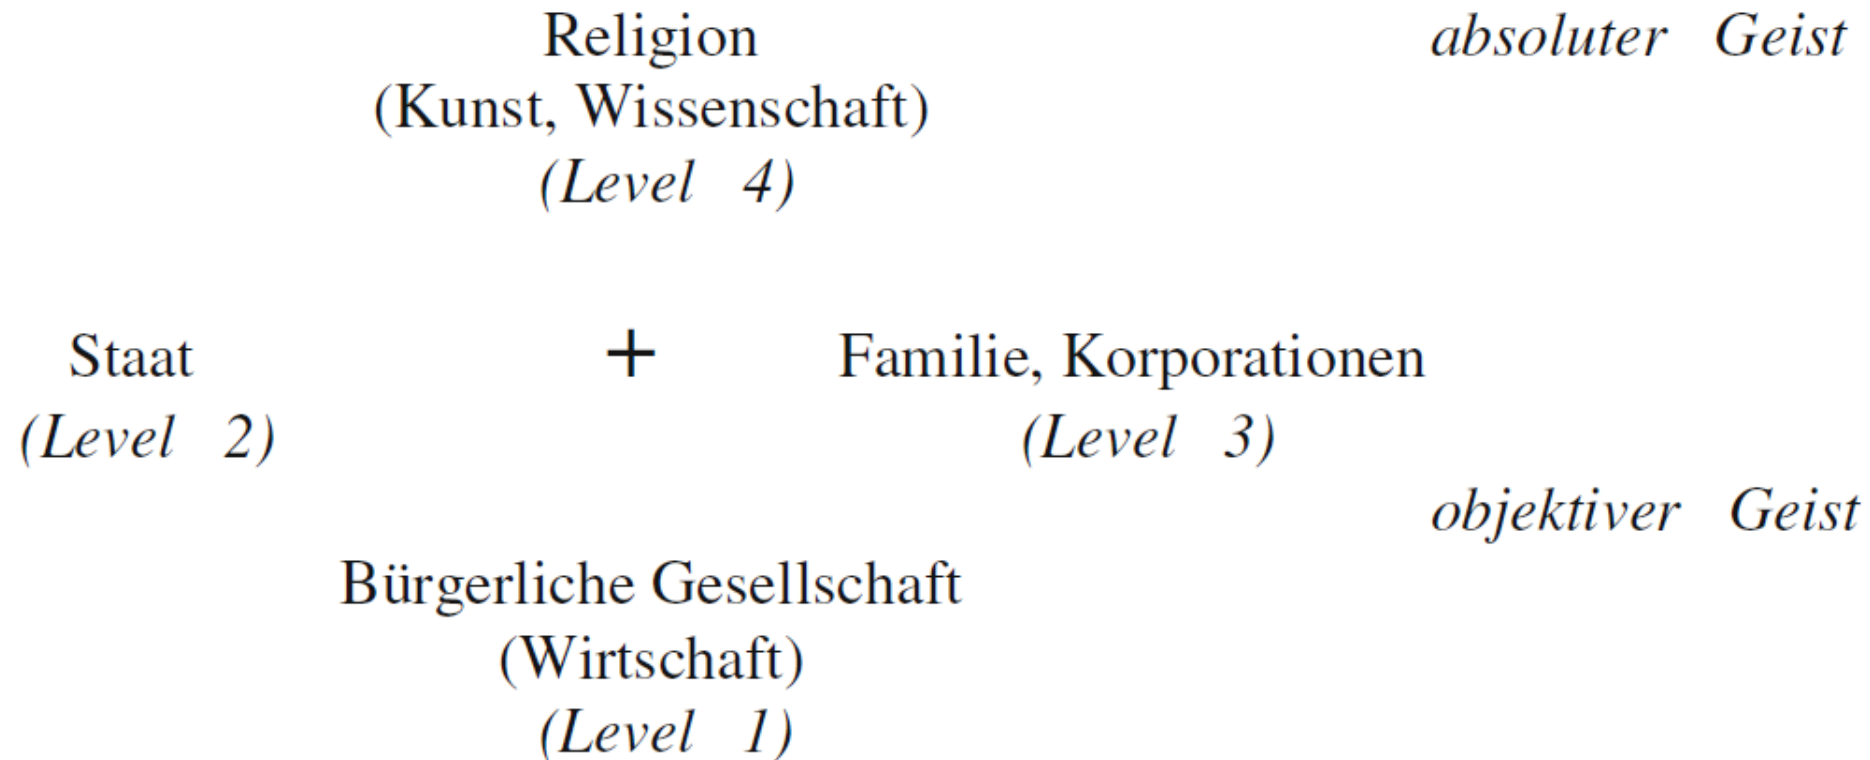 Religion absoluter Geist
(Kunst, Wissenschaft)
(Level 4)
Staat + Familie, Korporationen
(Level 2) (Level 3)
objektiver Geist
Bürgerliche Gesellschaft
(Wirtschaft)
(Level 1)